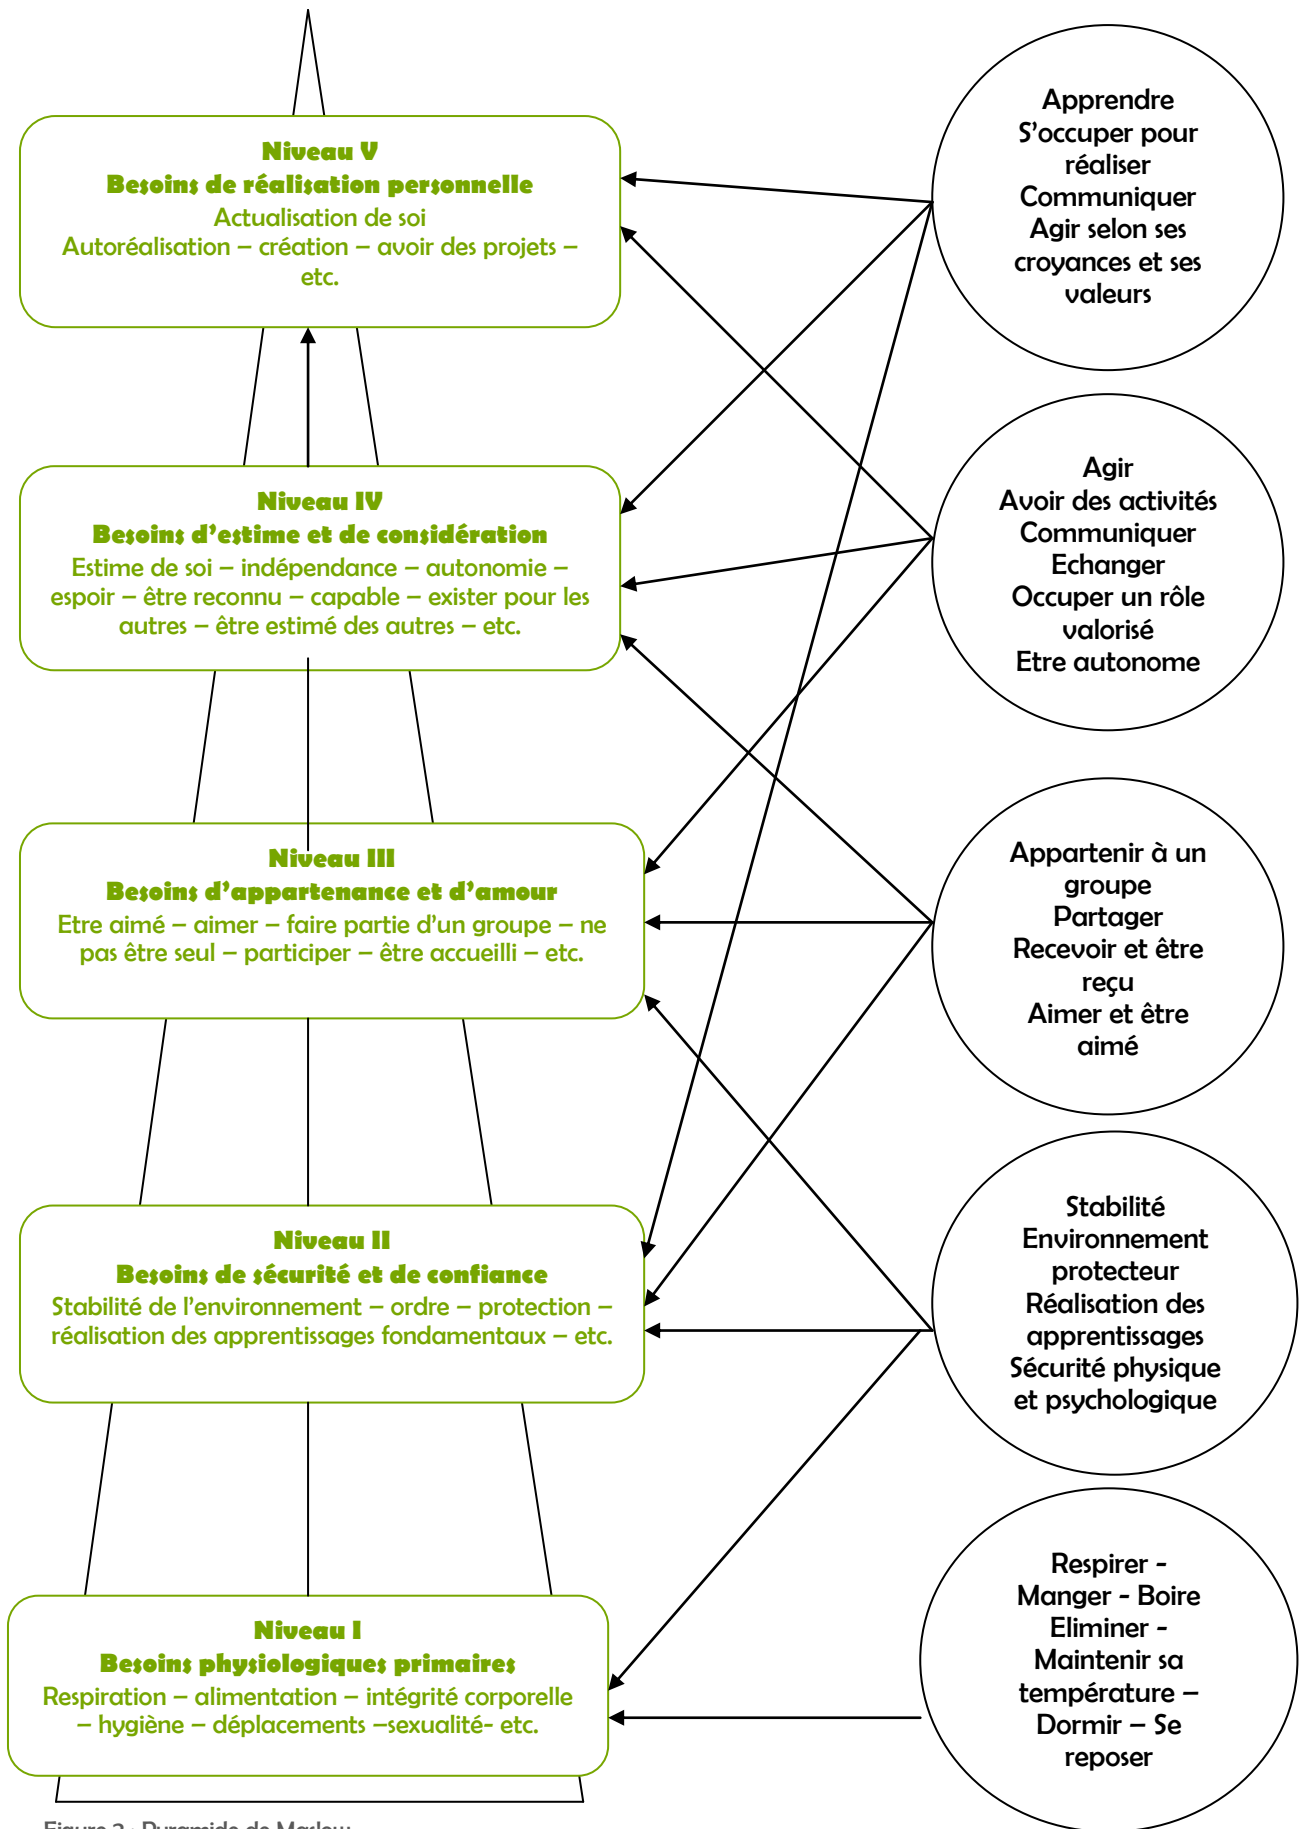 Niveau V
Besoins de réalisation personnelle
Actualisation de soi
Autoréalisation – création – avoir des projets –
etc.
Apprendre
S’occuper pour
réaliser
Communiquer
Agir selon ses
croyances et ses
valeurs
Niveau IV
Besoins d’estime et de considération
Estime de soi – indépendance – autonomie –
espoir – être reconnu – capable – exister pour les
autres – être estimé des autres – etc.
Agir
Avoir des activités
Communiquer
Echanger
Occuper un rôle
valorisé
Etre autonome
Niveau III
Besoins d’appartenance et d’amour
Etre aimé – aimer – faire partie d’un groupe – ne
pas être seul – participer – être accueilli – etc.
Appartenir à un
groupe
Partager
Recevoir et être
reçu
Aimer et être
aimé
Niveau II
Besoins de sécurité et de confiance
Stabilité de l’environnement – ordre – protection –
réalisation des apprentissages fondamentaux – etc.
Stabilité
Environnement
protecteur
Réalisation des
apprentissages
Sécurité physique
et psychologique
Niveau I
Besoins physiologiques primaires
Respiration – alimentation – intégrité corporelle
– hygiène – déplacements –sexualité- etc.
Respirer -
Manger - Boire
Eliminer -
Maintenir sa
température –
Dormir – Se
reposer
Figure 2 : Pyramide de Maslow